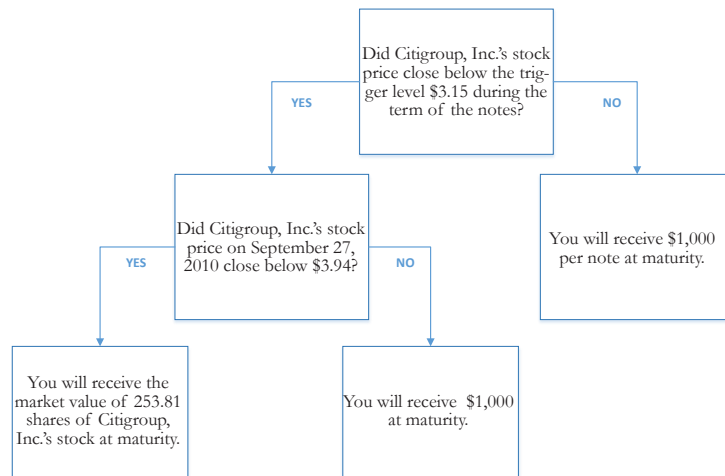 Did Citigroup, Inc.'s stock
price close below the trig-
ger level $3.15 during the
term of the notes?
YES
NO
Did Citigroup, Inc.'s stock
price on September 27,
2010 close below $3.94?
You will receive $1,000
per note at maturity.
YES
NO
You will receive the
market value of 253.81
shares of Citigroup,
Inc.'s stock at maturity.
You will receive $1,000
at maturity.